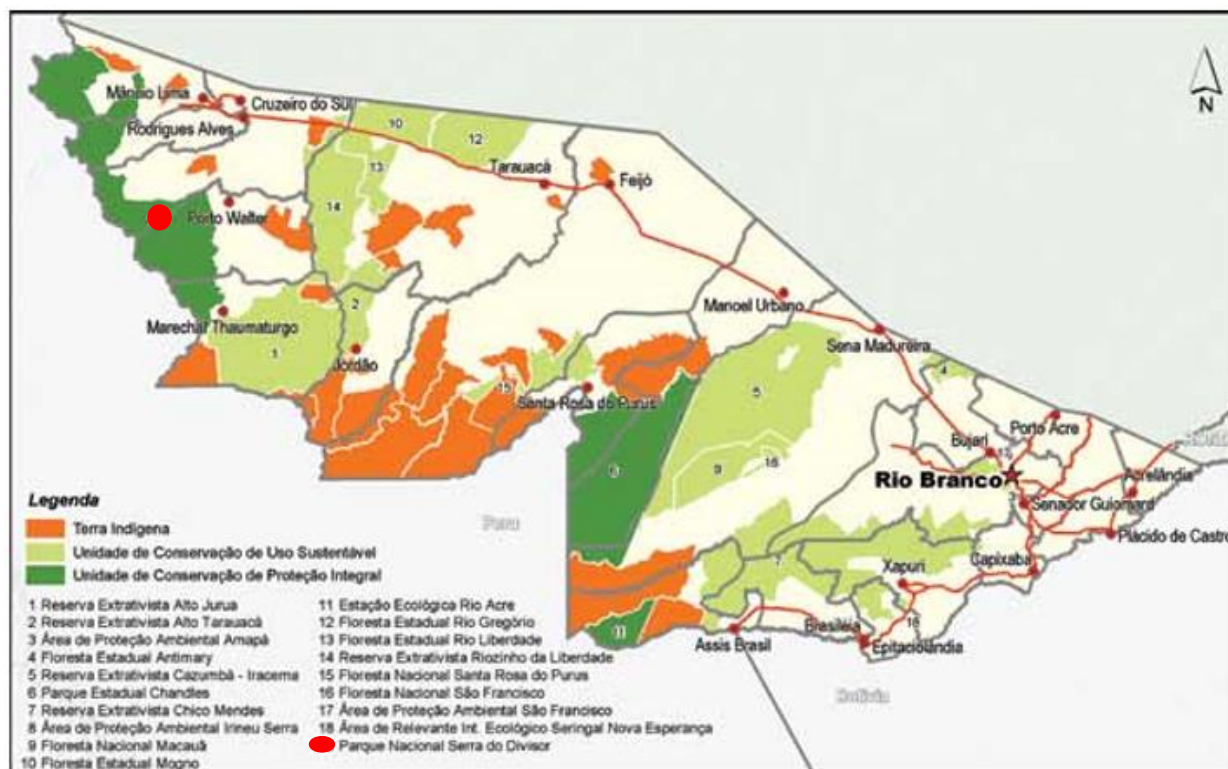 N
Mâncio Lima
Cruzeiro do Sul
Rodrigues Alves
10
12
13
Tarauacá
Feijó
14
Porto Walter
2
Manoel Urbano
Marechal Thaumaturgo
Sena Madureira
1
Jordão
15
5
4
Santa Rosa do Purus
Porto Acre
Bujari
17
6
9
16
Rio Branco
Acrelândia
3
Senador Guiomard
Legenda
Peru
Terra Indígena
Plácido de Castro
Unidade de Conservação de Uso Sustentável
7
Xapuri
Capixaba
Unidade de Conservação de Proteção Integral
18
11
Assis Brasil
Brasiléia
Epitaciolândia
Bolívia
1 Reserva Extrativista Alto Jurua
2 Reserva Extrativista Alto Tarauacá
3 Área de Proteção Ambiental Amapá
4 Floresta Estadual Antimary
5 Reserva Extrativista Cazumbá - Iracema
6 Parque Estadual Chandles
7 Reserva Extrativista Chico Mendes
8 Área de Proteção Ambiental Irineu Serra
9 Floresta Nacional Macauã
10 Floresta Estadual Mogno
11 Estação Ecológica Rio Acre
12 Floresta Estadual Rio Gregório
13 Floresta Estadual Rio Liberdade
14 Reserva Extrativista Riozinho da Liberdade
15 Floresta Nacional Santa Rosa do Purus
16 Floresta Nacional São Francisco
17 Área de Proteção Ambiental São Francisco
18 Área de Relevante Int. Ecológico Seringal Nova Esperança
Parque Nacional Serra do Divisor